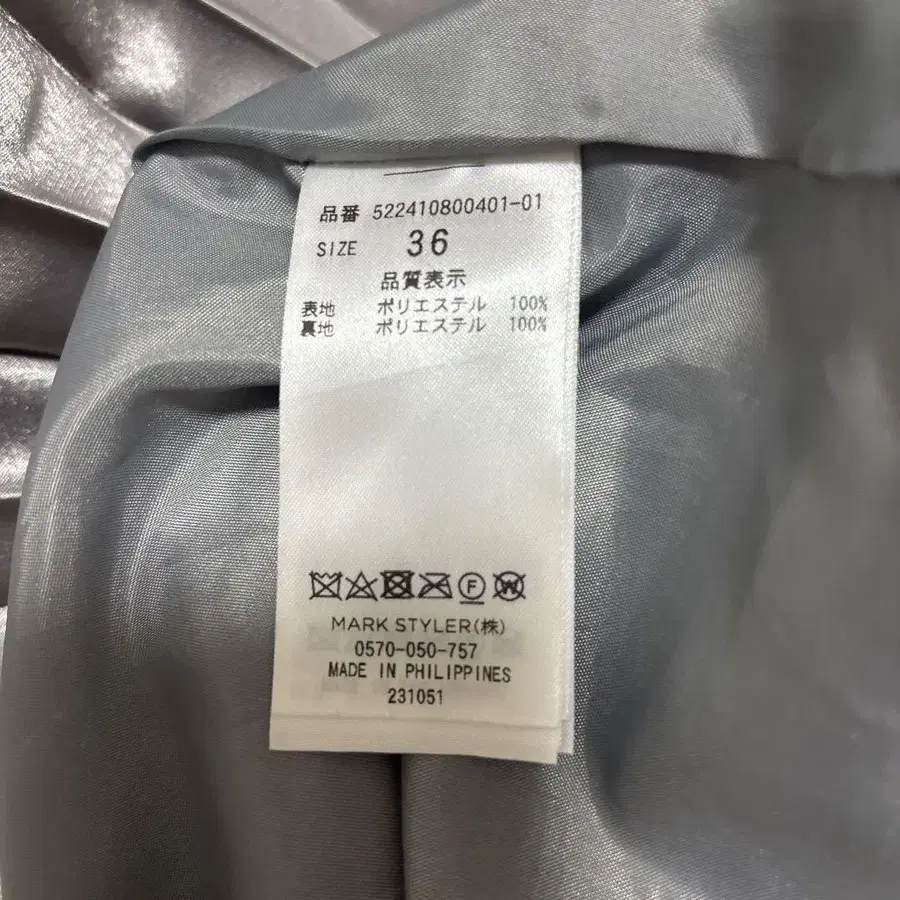 品番 522410800401-01
SIZE 36
品質表示
表地 ポリエステル 100%
裏地 ポリエステル 100%
F W
MARK STYLER(株)
0570-050-757
MADE IN PHILIPPINES
231051